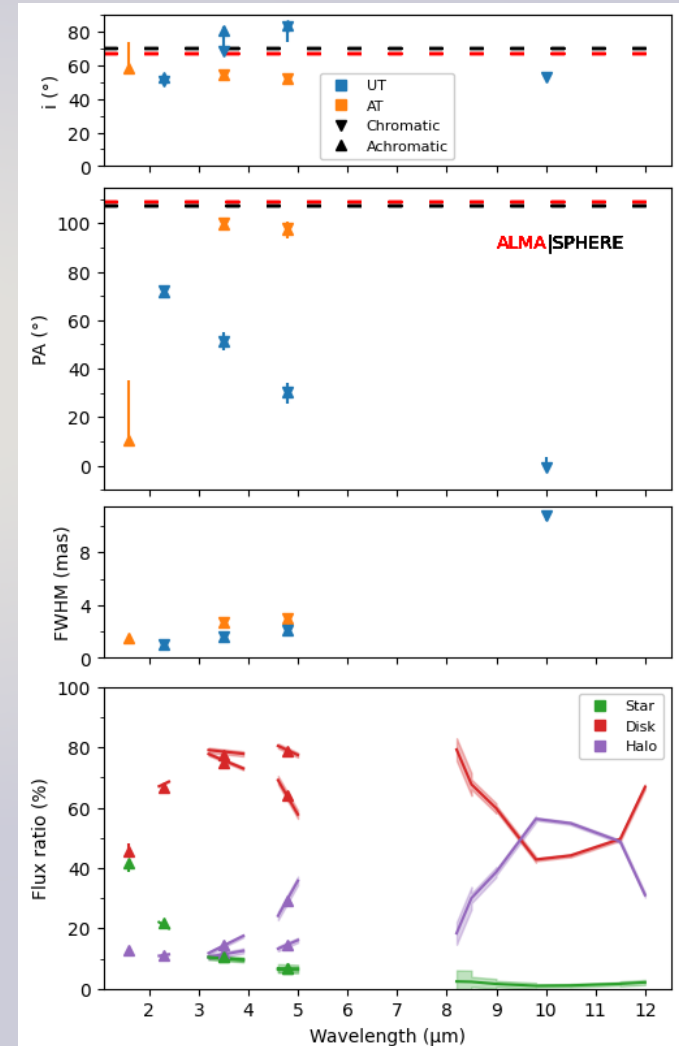 80
60
40
20
0
i (°)
UT
AT
Chromatic
Achromatic
100
80
60
40
20
0
PA (°)
ALMA|SPHERE
8
4
0
FWHM (mas)
100
80
60
40
20
0
Flux ratio (%)
Star
Disk
Halo
2 3 4 5 6 7 8 9 10 11 12
Wavelength (μm)